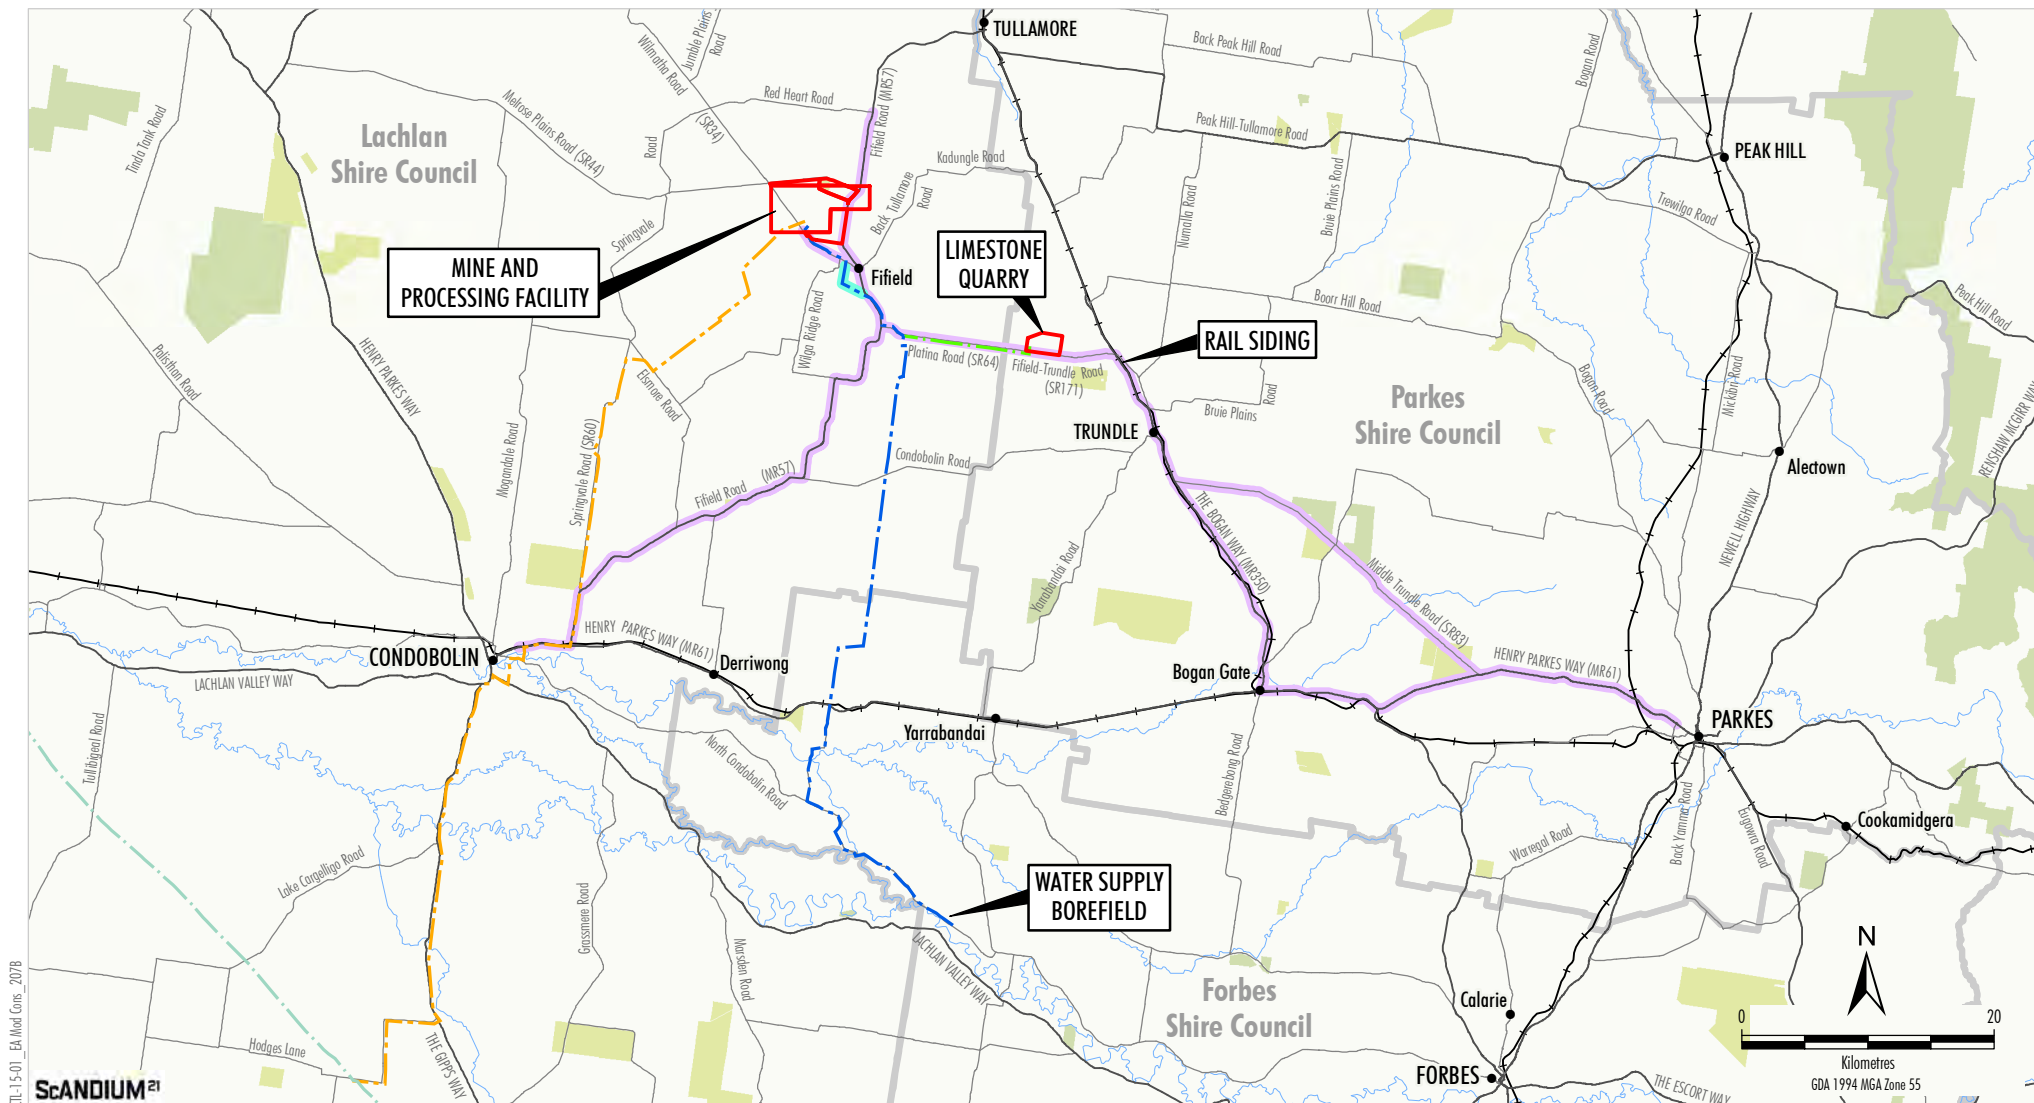 TULLAMORE
Jumble Plains
Road
Wilmatha Road
(SR34)
Back Peak Hill Road
Bogan Road
Red Heart Road
Fifield Road (MR57)
Melrose Plains Road (SR44)
Tinda Tank Road
Lachlan
Shire Council
Road
Springvale
Peak Hill-Tullamore Road
Kadungle Road
PEAK HILL
Back Tullamore
Road
Bruie Plains Road
Numulla Road
Trewilga Road
LIMESTONE
QUARRY
MINE AND
PROCESSING FACILITY
Fifield
Wilga Ridge Road
Boorr Hill Road
Peak Hill Road
RAIL SIDING
Platina Road (SR64)
Fifield-Trundle Road
(SR171)
HENRY PARKES WAY
Palisthan Road
Elsmore Road
Bogan Road
Mickibri Road
RENSHAW MCGIRR WAY
Parkes
Shire Council
Bruie Plains
Road
TRUNDLE
Mogandale Road
Springvale Road (SR60)
Condobolin Road
Fifield Road
(MR57)
Alectown
NEWELL HIGHWAY
THE BOGAN WAY (MR350)
Middle Trundle Road (SR83)
Yarrabandai Road
HENRY PARKES WAY (MR61)
CONDOBOLIN
Derriwong
LACHLAN VALLEY WAY
Bogan Gate
HENRY PARKES WAY (MR61)
PARKES
Yarrabandai
Tullibigeal Road
North Condobolin Road
Bedgerebong Road
Back Yamma Road
Eugowra Road
Cookamidgera
Warregal Road
Lake Cargelligo Road
WATER SUPPLY
BOREFIELD
Grassmere Road
Marsden Road
LACHLAN VALLEY WAY
Forbes
Shire Council
Calarie
N
0
20
Kilometres
GDA 1994 MGA Zone 55
Hodges Lane
THE GIPPS WAY
FORBES
THE ESCORT WAY
SCANDIUM21